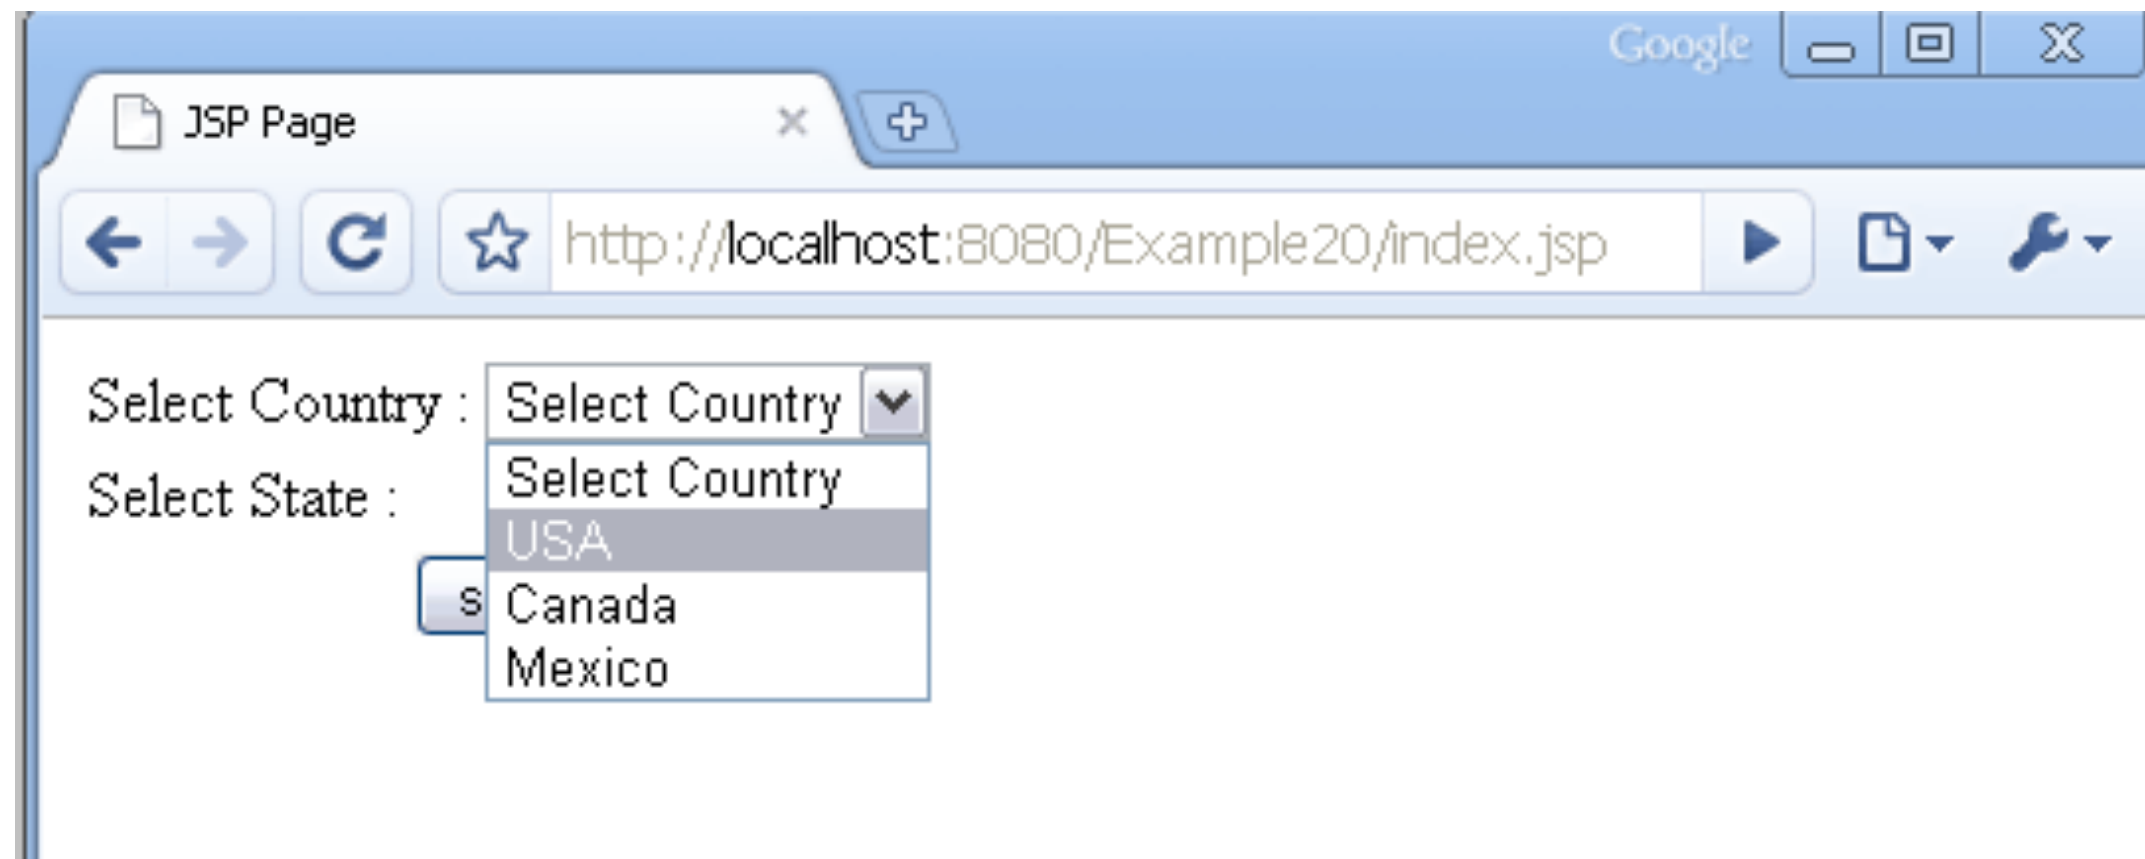 Google
JSP Page
http://localhost:8080/Example20/index.jsp
Select Country : Select Country
Select Country
Select State :
USA
s
Canada
Mexico